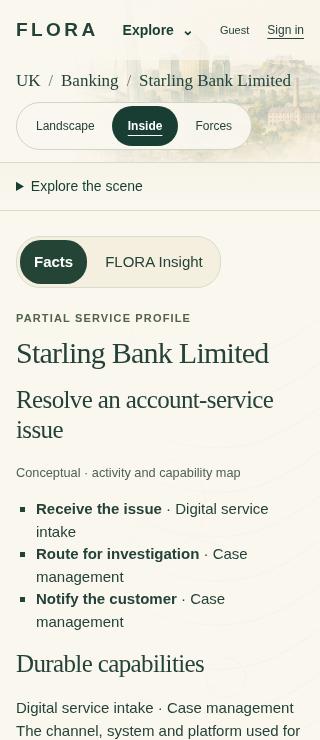 FLORA Explore Guest Sign in
UK / Banking / Starling Bank Limited
Landscape Inside Forces
Explore the scene
Facts FLORA Insight
PARTIAL SERVICE PROFILE
Starling Bank Limited
Resolve an account-service
issue
Conceptual · activity and capability map
Receive the issue · Digital service
intake
Route for investigation · Case
management
Notify the customer · Case
management
Durable capabilities
Digital service intake · Case management
The channel, system and platform used for